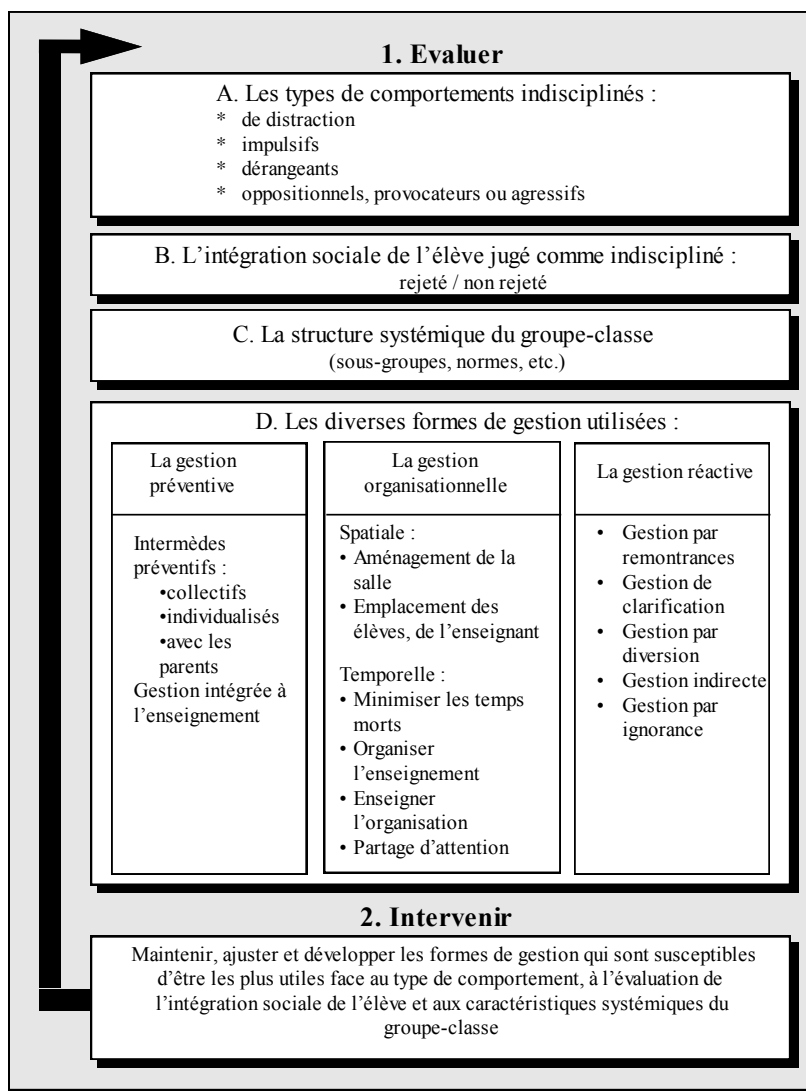 1. Evaluer
A. Les types de comportements indisciplinés :
* de distraction
* impulsifs
* dérangeants
* oppositionnels, provocateurs ou agressifs
B. L'intégration sociale de l'élève jugé comme indiscipliné :
rejeté / non rejeté
C. La structure systémique du groupe-classe
(sous-groupes, normes, etc.)
D. Les diverses formes de gestion utilisées :
La gestion
préventive
Intermèdes
préventifs :
•collectifs
•individualisés
•avec les
parents
Gestion intégrée à
l'enseignement
La gestion
organisationnelle
Spatiale :
• Aménagement de la
salle
• Emplacement des
élèves, de l'enseignant
Temporelle :
• Minimiser les temps
morts
• Organiser
l'enseignement
• Enseigner
l'organisation
• Partage d'attention
La gestion réactive
• Gestion par
remontrances
• Gestion de
clarification
• Gestion par
diversion
• Gestion indirecte
• Gestion par
ignorance
2. Intervenir
Maintenir, ajuster et développer les formes de gestion qui sont susceptibles
d'être les plus utiles face au type de comportement, à l'évaluation de
l'intégration sociale de l'élève et aux caractéristiques systémiques du
groupe-classe